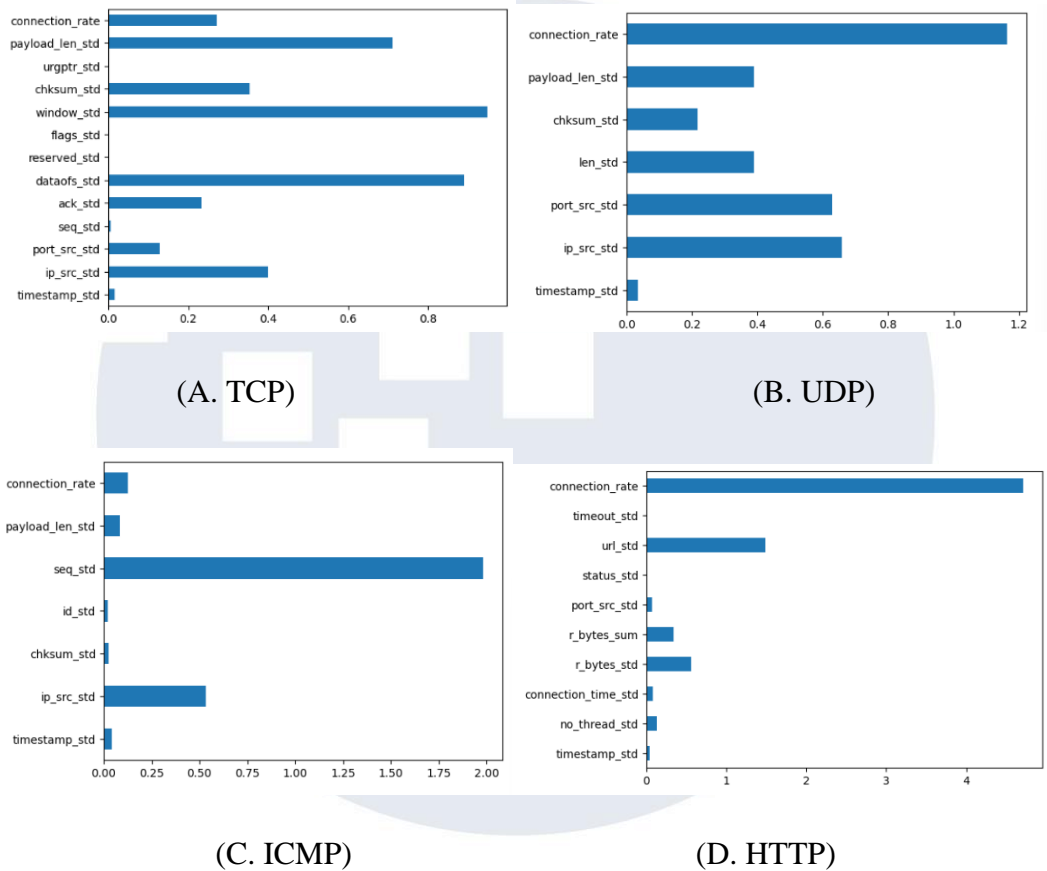 connection_rate
payload_len_std
urgptr_std
chksum_std
window_std
flags_std
reserved_std
dataofs_std
ack_std
seq_std
port_src_std
ip_src_std
timestamp_std
0.0 0.2 0.4 0.6 0.8
(A. TCP)
connection_rate
payload_len_std
chksum_std
len_std
port_src_std
ip_src_std
timestamp_std
0.0 0.2 0.4 0.6 0.8 1.0 1.2
(B. UDP)
connection_rate
payload_len_std
seq_std
id_std
chksum_std
ip_src_std
timestamp_std
0.00 0.25 0.50 0.75 1.00 1.25 1.50 1.75 2.00
(C. ICMP)
connection_rate
timeout_std
url_std
status_std
port_src_std
r_bytes_sum
r_bytes_std
connection_time_std
no_thread_std
timestamp_std
0 1 2 3 4
(D. HTTP)